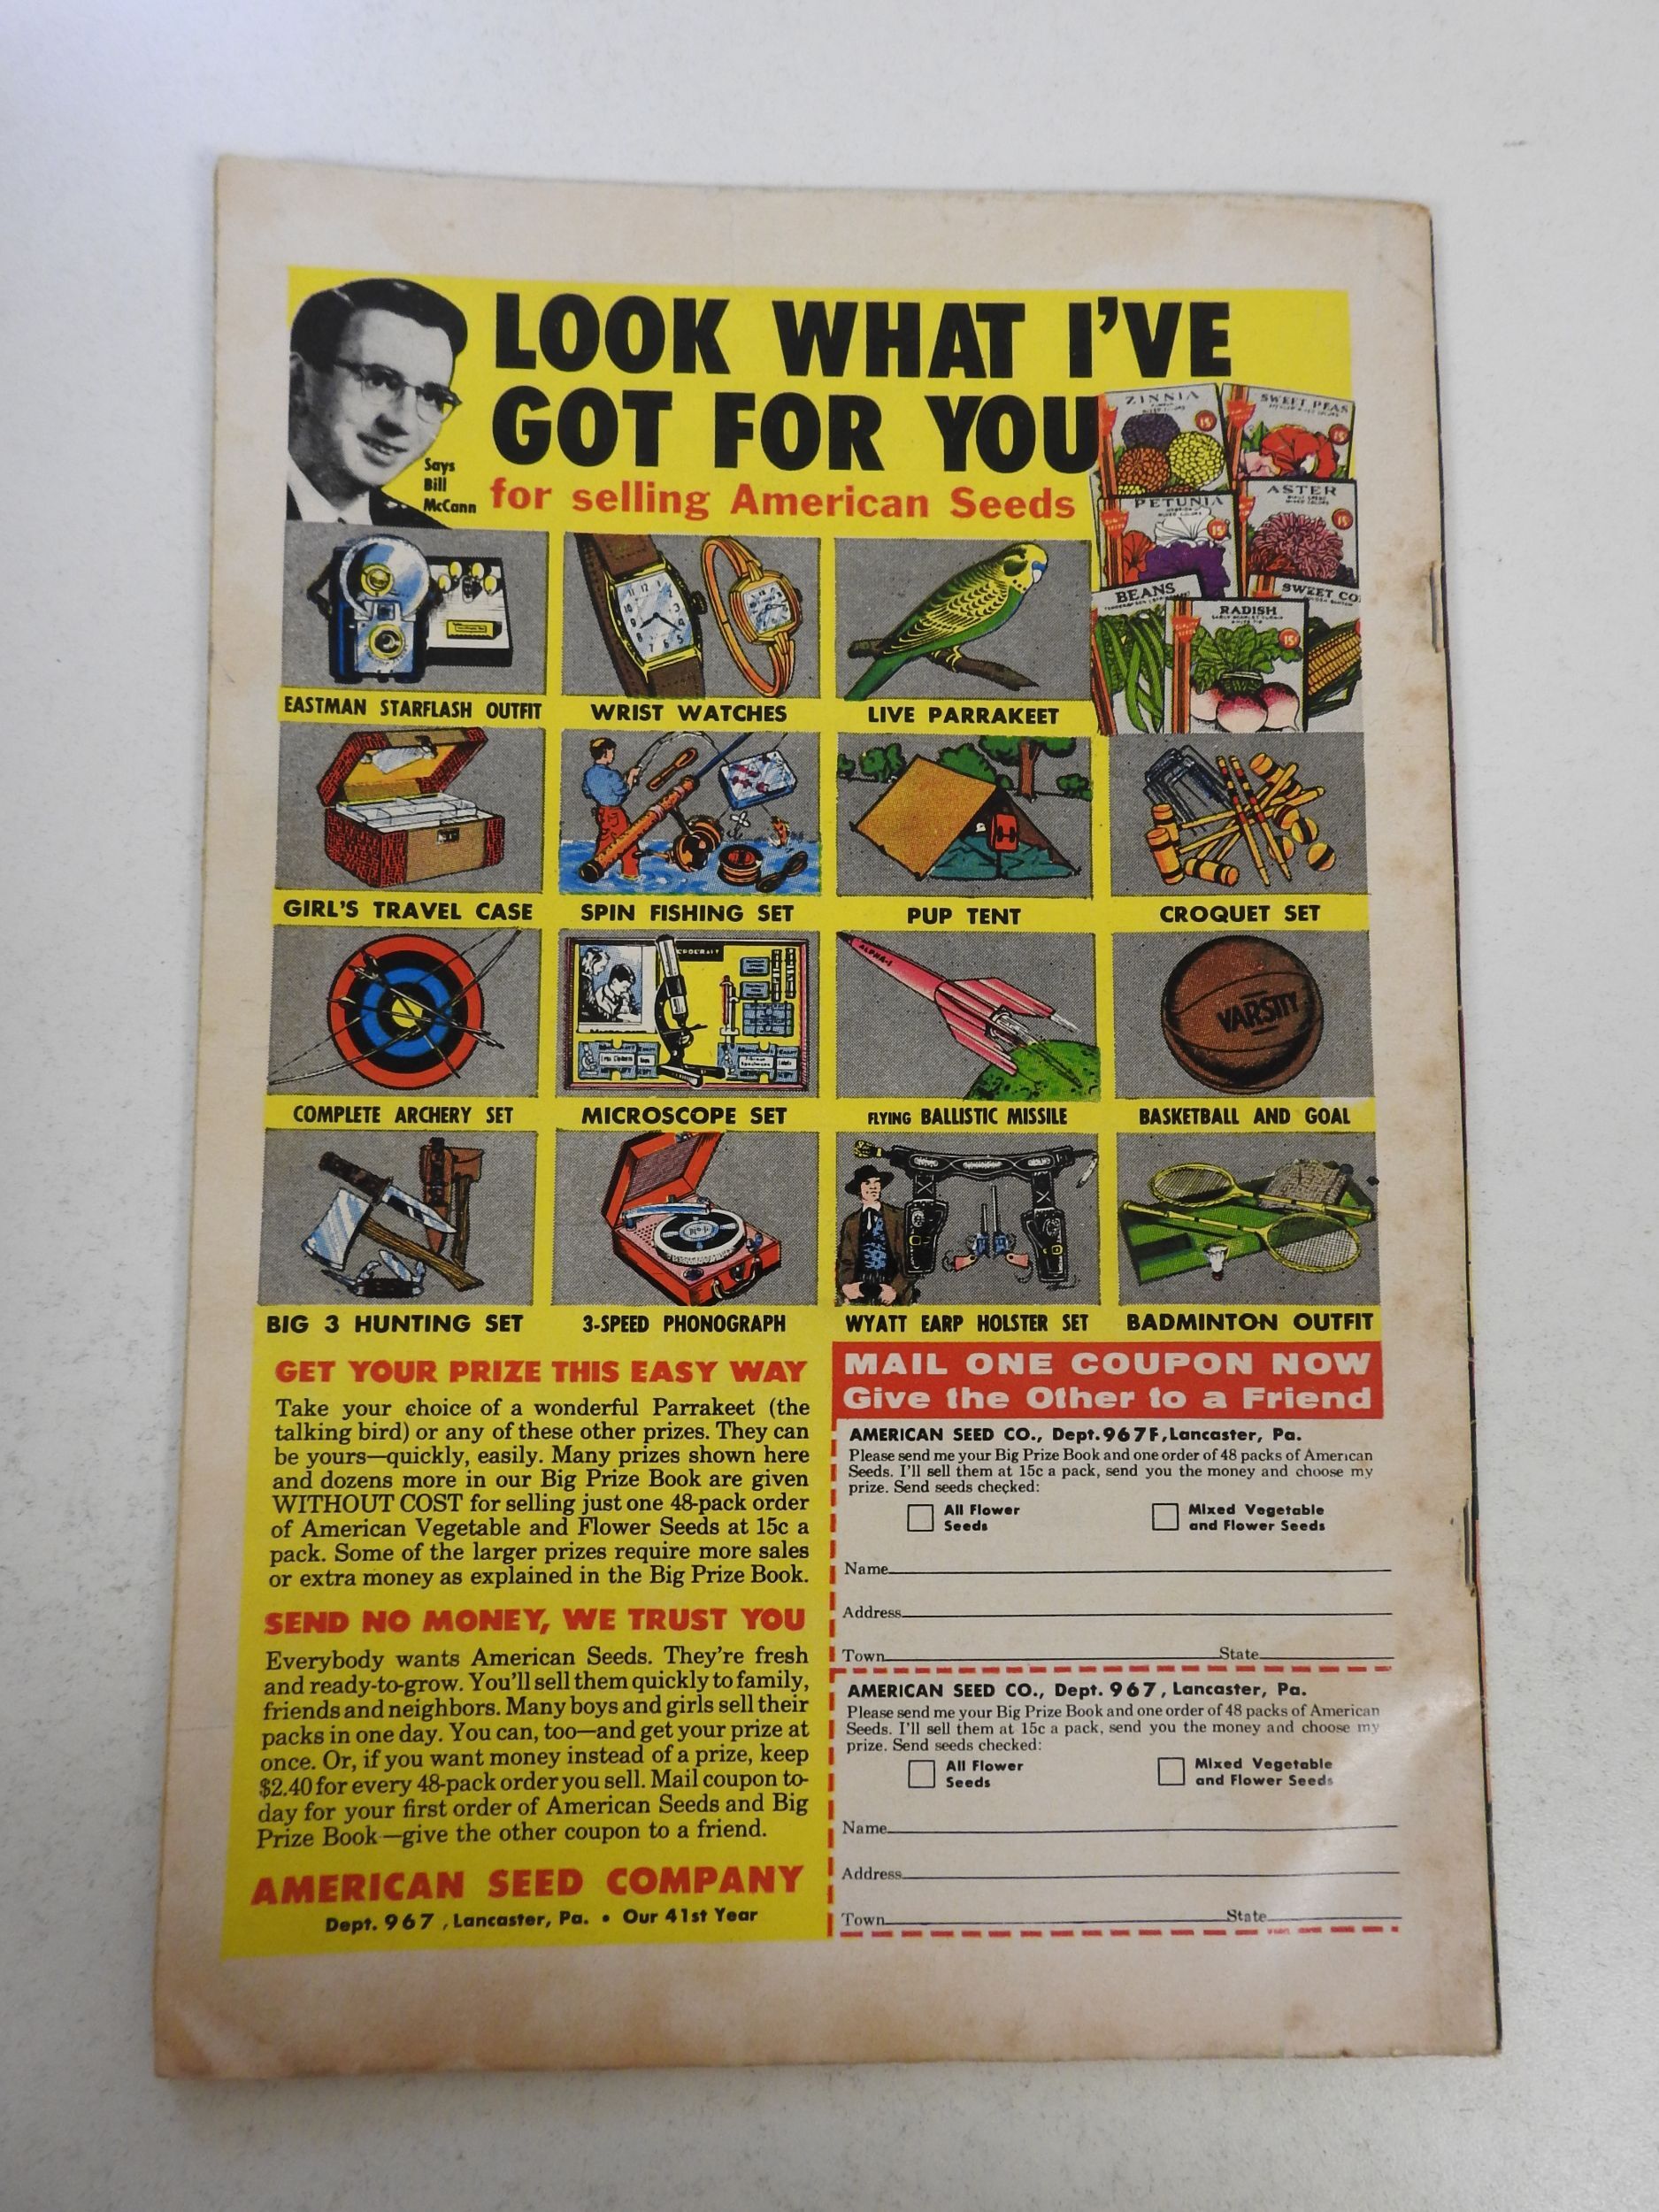 LOOK WHAT I'VE
GOT FOR YOU
Says
Bill
McCann
for selling American Seeds
ZINNIA
15¢
SWEET PEAS
15¢
PETUNIA
15¢
ASTER
15¢
BEANS
SWEET CO
RADISH
15¢
EASTMAN STARFLASH OUTFIT
WRIST WATCHES
LIVE PARRAKEET
GIRL'S TRAVEL CASE
SPIN FISHING SET
PUP TENT
CROQUET SET
ALPHA-1
VARSITY
COMPLETE ARCHERY SET
MICROSCOPE SET
FLYING BALLISTIC MISSILE
BASKETBALL AND GOAL
BIG 3 HUNTING SET
3-SPEED PHONOGRAPH
WYATT EARP HOLSTER SET
BADMINTON OUTFIT
GET YOUR PRIZE THIS EASY WAY
Take your choice of a wonderful Parrakeet (the
talking bird) or any of these other prizes. They can
be yours—quickly, easily. Many prizes shown here
and dozens more in our Big Prize Book are given
WITHOUT COST for selling just one 48-pack order
of American Vegetable and Flower Seeds at 15c a
pack. Some of the larger prizes require more sales
or extra money as explained in the Big Prize Book.
SEND NO MONEY, WE TRUST YOU
Everybody wants American Seeds. They're fresh
and ready-to-grow. You'll sell them quickly to family,
friends and neighbors. Many boys and girls sell their
packs in one day. You can, too—and get your prize at
once. Or, if you want money instead of a prize, keep
$2.40 for every 48-pack order you sell. Mail coupon to-
day for your first order of American Seeds and Big
Prize Book—give the other coupon to a friend.
AMERICAN SEED COMPANY
Dept. 967, Lancaster, Pa. • Our 41st Year
MAIL ONE COUPON NOW
Give the Other to a Friend
AMERICAN SEED CO., Dept. 967F, Lancaster, Pa.
Please send me your Big Prize Book and one order of 48 packs of American
Seeds. I'll sell them at 15c a pack, send you the money and choose my
prize. Send seeds checked:
All Flower
Seeds
Mixed Vegetable
and Flower Seeds
Name
Address
Town State
AMERICAN SEED CO., Dept. 967, Lancaster, Pa.
Please send me your Big Prize Book and one order of 48 packs of American
Seeds. I'll sell them at 15c a pack, send you the money and choose my
prize. Send seeds checked:
All Flower
Seeds
Mixed Vegetable
and Flower Seeds
Name
Address
Town State